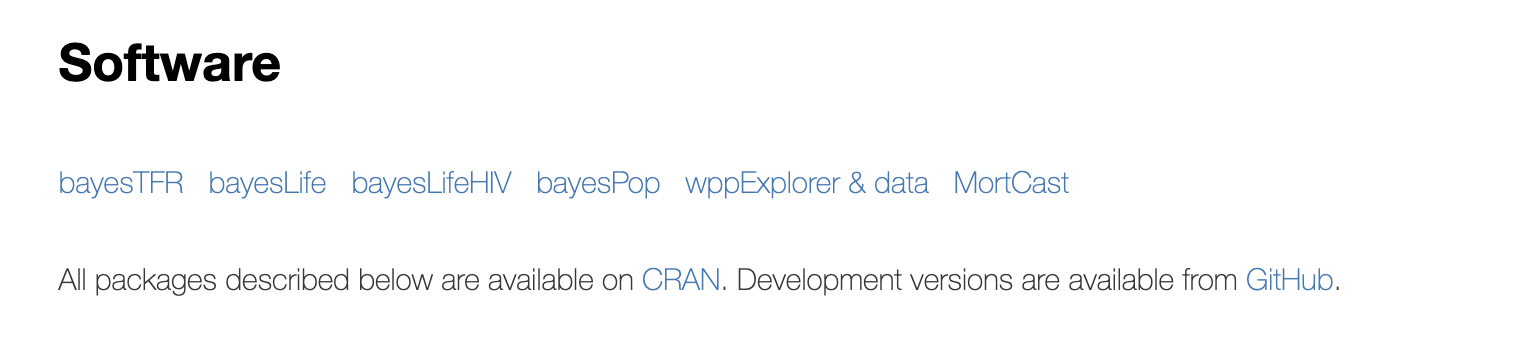 Software
bayesTFR bayesLife bayesLifeHIV bayesPop wppExplorer & data MortCast
All packages described below are available on CRAN. Development versions are available from GitHub.